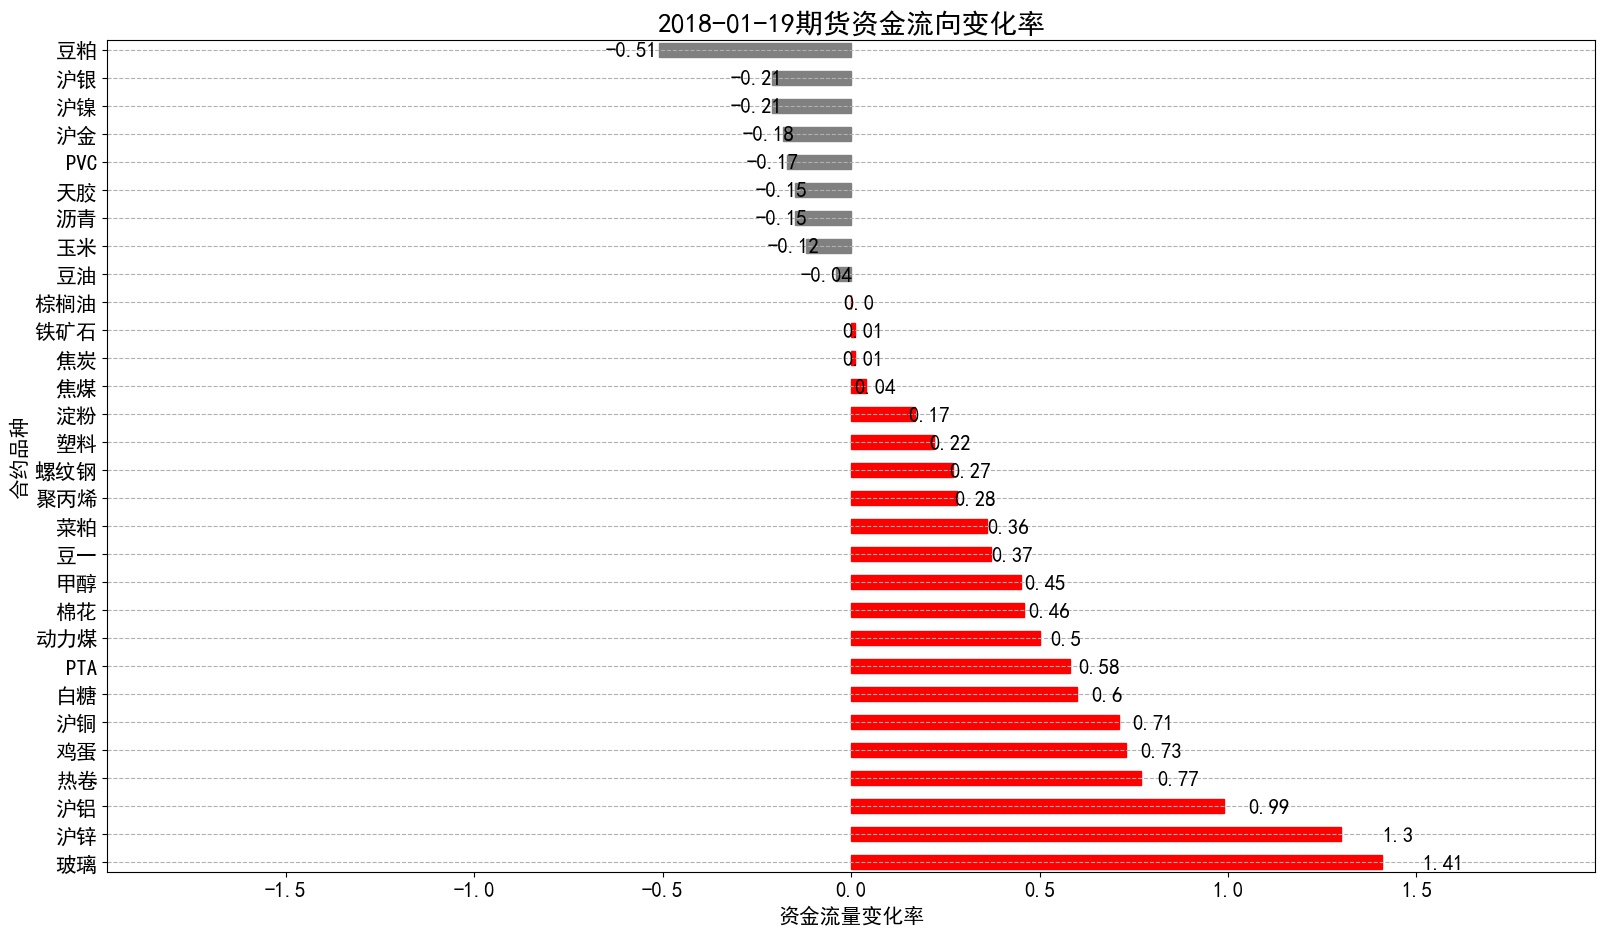 2018-01-19期货资金流向变化率
豆粕 -0.51
沪银 -0.21
沪镍 -0.21
沪金 -0.18
PVC -0.17
天胶 -0.15
沥青 -0.15
玉米 -0.12
豆油 -0.04
棕榈油 0.0
铁矿石 0.01
焦炭 0.01
焦煤 0.04
淀粉 0.17
塑料 0.22
螺纹钢 0.27
聚丙烯 0.28
菜粕 0.36
豆一 0.37
甲醇 0.45
棉花 0.46
动力煤 0.5
PTA 0.58
白糖 0.6
沪铜 0.71
鸡蛋 0.73
热卷 0.77
沪铝 0.99
沪锌 1.3
玻璃 1.41
合约品种
-1.5 -1.0 -0.5 0.0 0.5 1.0 1.5
资金流量变化率